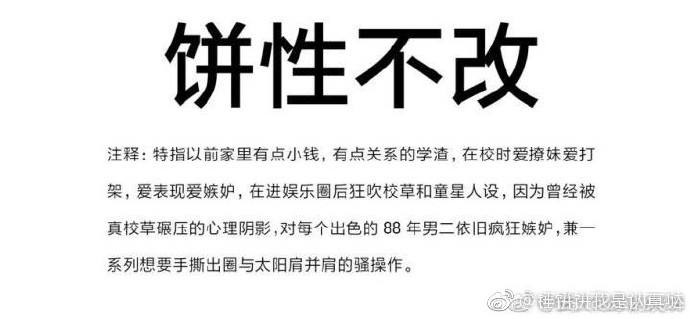 饼性不改
注释：特指以前家里有点小钱，有点关系的学渣，在校时爱撩妹爱打
架，爱表现爱嫉妒，在进娱乐圈后狂吹校草和童星人设，因为曾经被
真校草碾压的心理阴影，对每个出色的 88 年男二依旧疯狂嫉妒，兼一
系列想要手撕出圈与太阳肩并肩的骚操作。